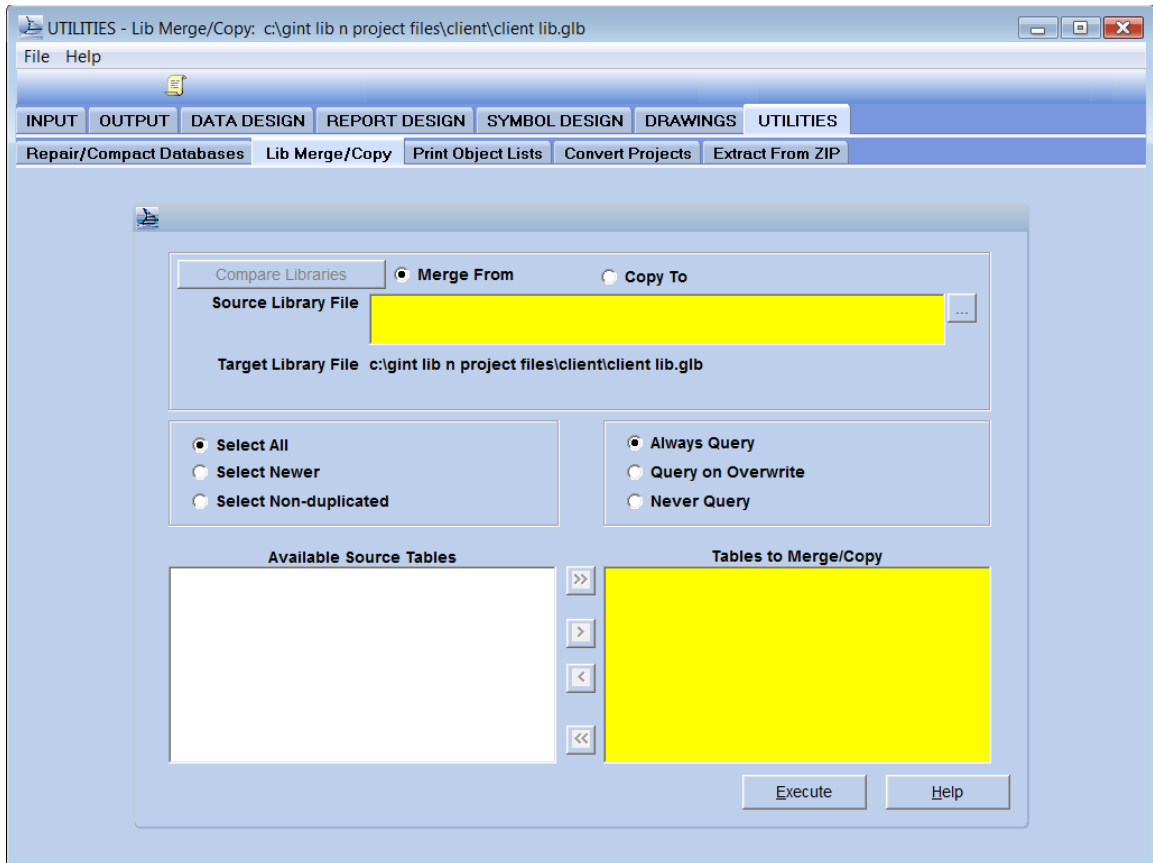 UTILITIES - Lib Merge/Copy: c:\gint lib n project files\client\client lib.glb
File Help
INPUT OUTPUT DATA DESIGN REPORT DESIGN SYMBOL DESIGN DRAWINGS UTILITIES
Repair/Compact Databases Lib Merge/Copy Print Object Lists Convert Projects Extract From ZIP
Compare Libraries Merge From Copy To
Source Library File ...
Target Library File c:\gint lib n project files\client\client lib.glb
Select All
Select Newer
Select Non-duplicated
Always Query
Query on Overwrite
Never Query
Available Source Tables
Tables to Merge/Copy
>>
>
<
<<
Execute Help